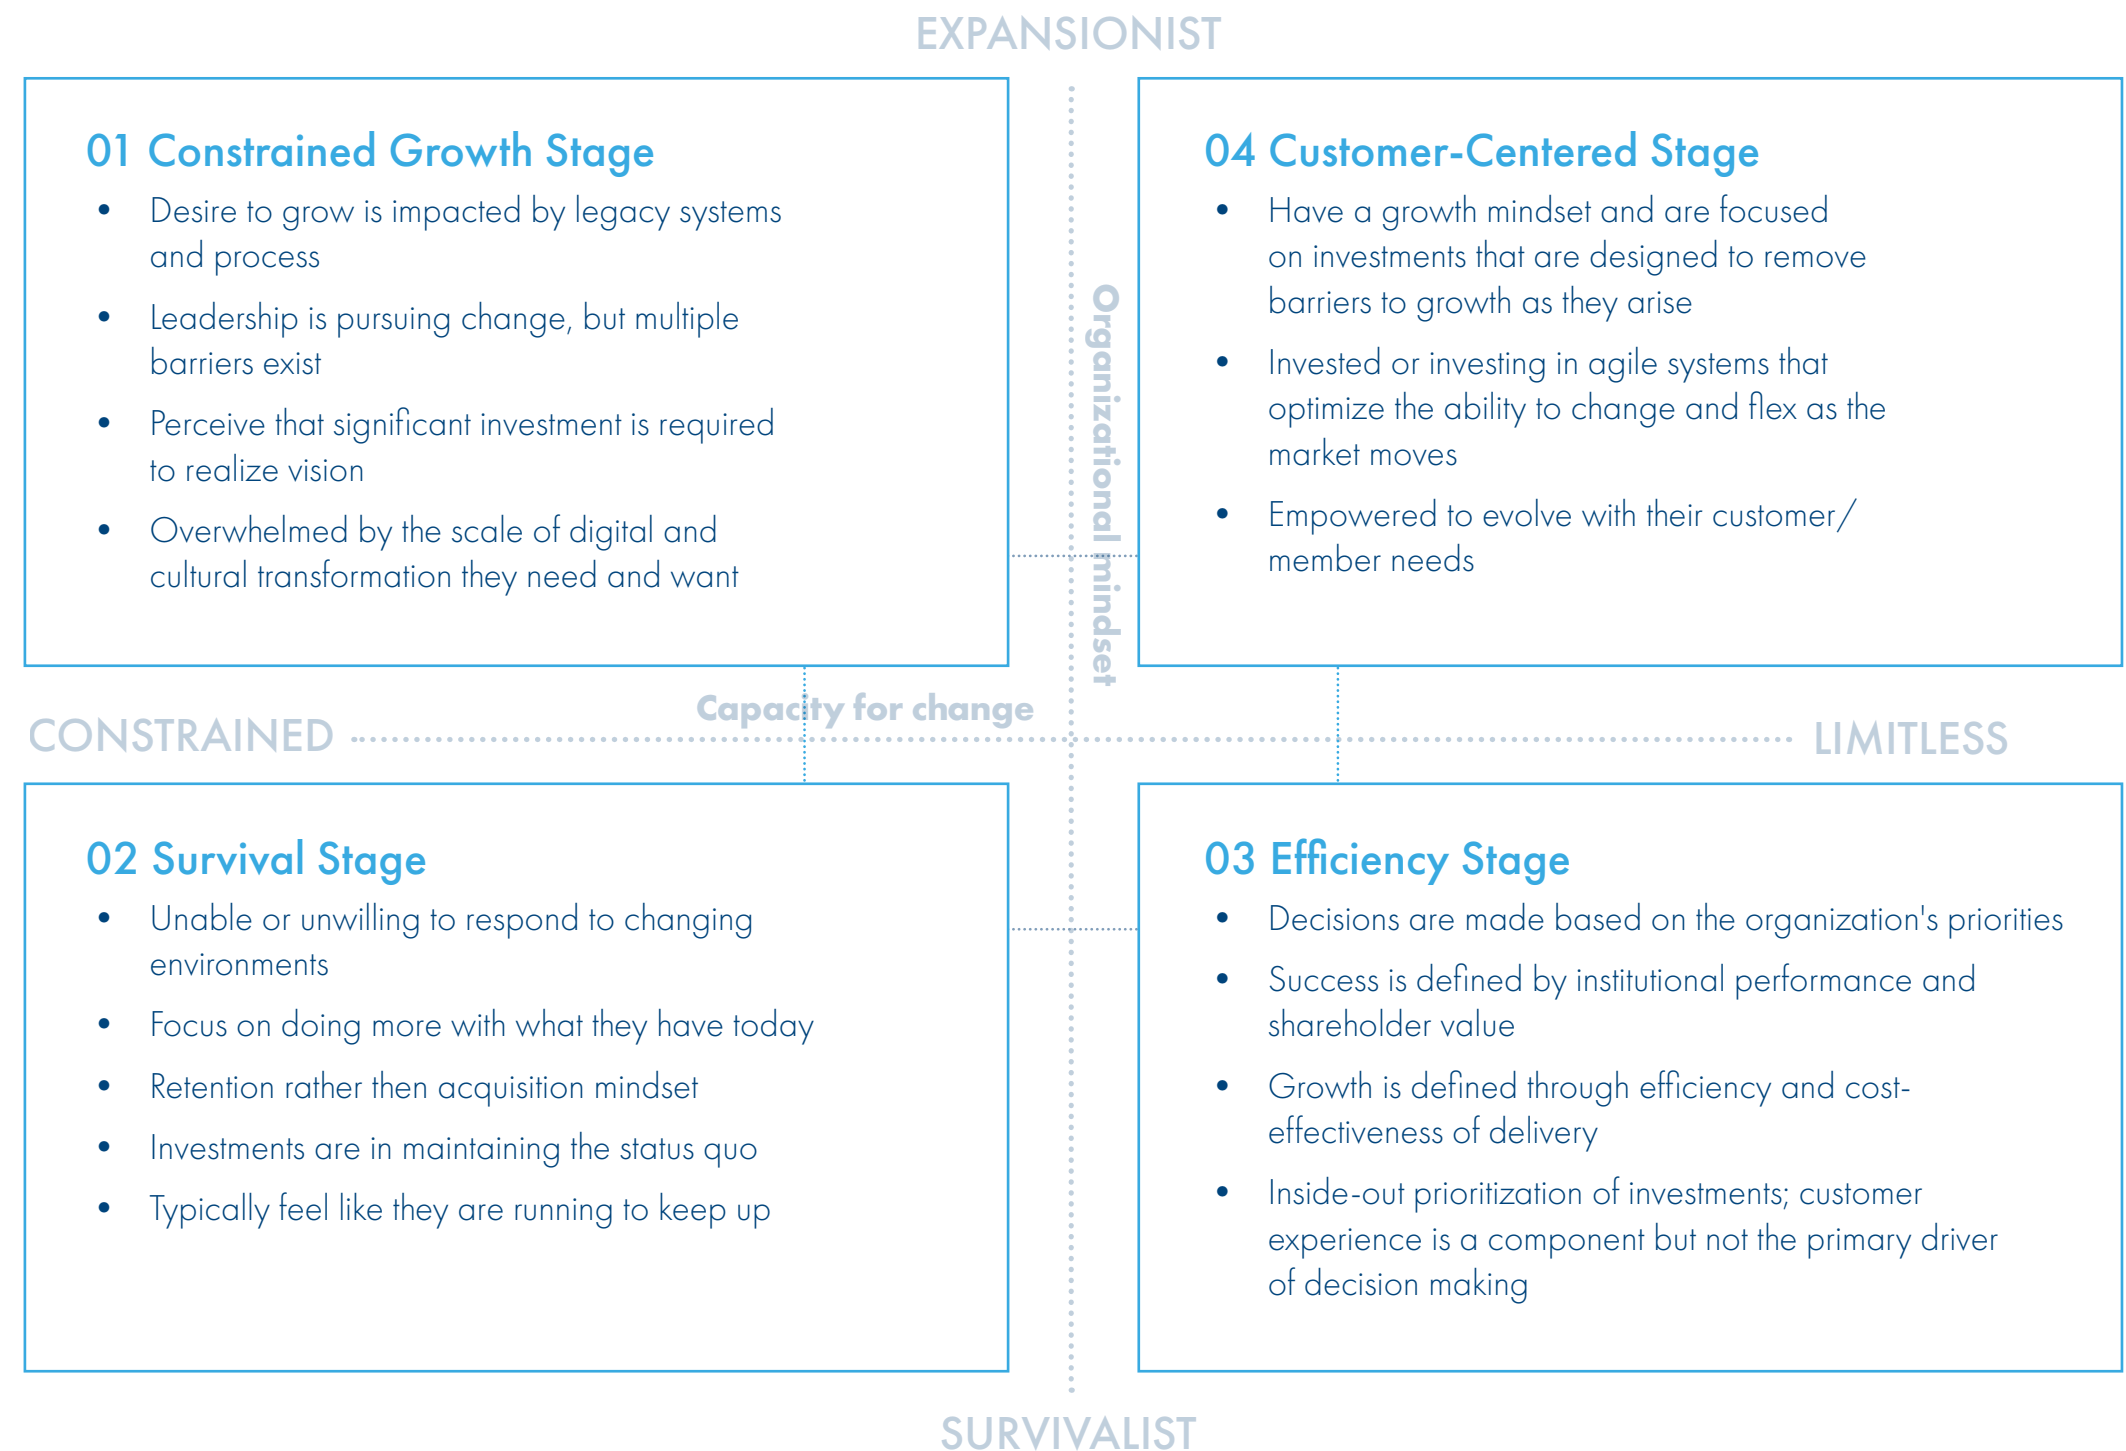 EXPANSIONIST
01 Constrained Growth Stage
• Desire to grow is impacted by legacy systems
and process
• Leadership is pursuing change, but multiple
barriers exist
• Perceive that significant investment is required
to realize vision
• Overwhelmed by the scale of digital and
cultural transformation they need and want
04 Customer-Centered Stage
• Have a growth mindset and are focused
on investments that are designed to remove
barriers to growth as they arise
• Invested or investing in agile systems that
optimize the ability to change and flex as the
market moves
• Empowered to evolve with their customer/
member needs
Organizational mindset
Capacity for change
CONSTRAINED
LIMITLESS
02 Survival Stage
• Unable or unwilling to respond to changing
environments
• Focus on doing more with what they have today
• Retention rather then acquisition mindset
• Investments are in maintaining the status quo
• Typically feel like they are running to keep up
03 Efficiency Stage
• Decisions are made based on the organization's priorities
• Success is defined by institutional performance and
shareholder value
• Growth is defined through efficiency and cost-
effectiveness of delivery
• Inside-out prioritization of investments; customer
experience is a component but not the primary driver
of decision making
SURVIVALIST